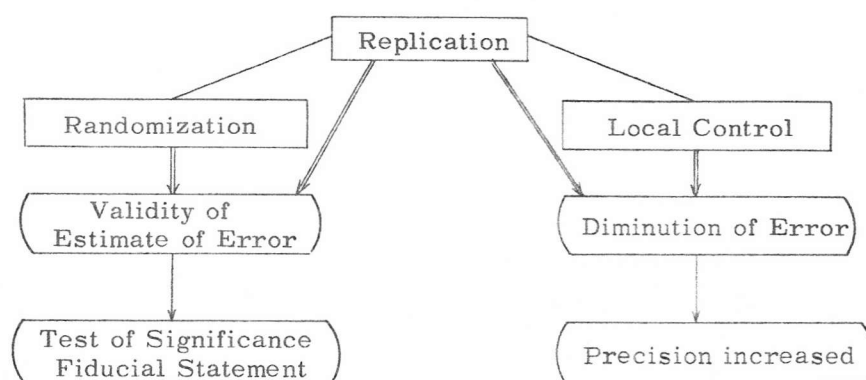 Replication
Randomization
Local Control
Validity of
Estimate of Error
Diminution of Error
Test of Significance
Fiducial Statement
Precision increased